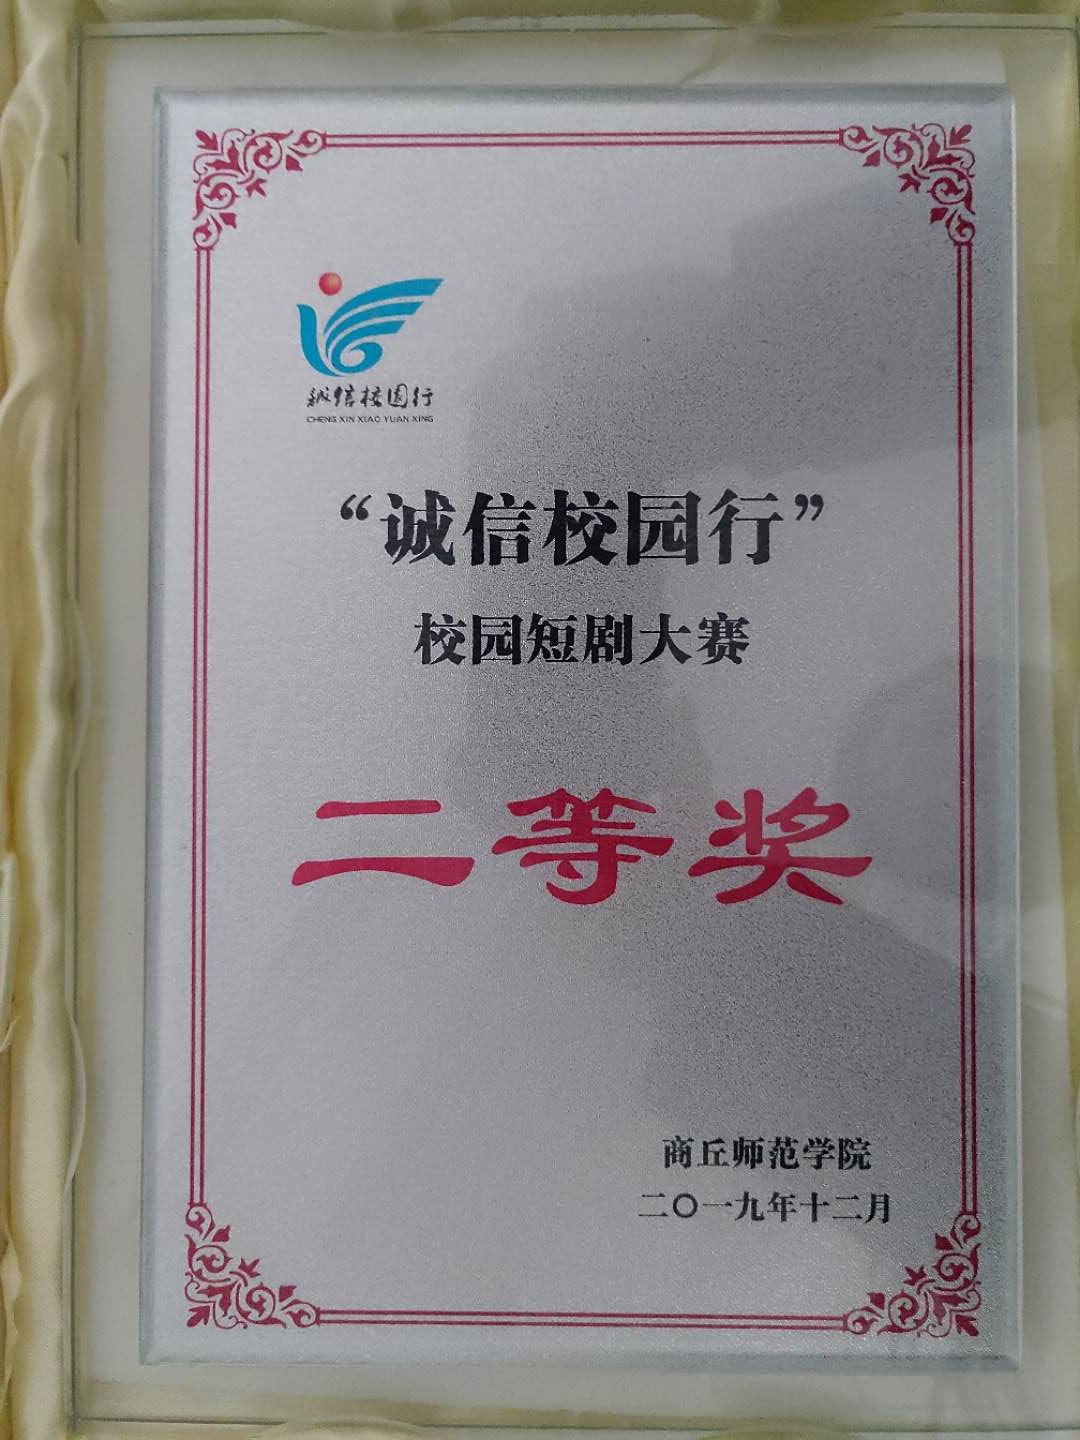 誠信校园行
CHENG XIN XIAO YUAN XING
“诚信校园行”
校园短剧大赛
二等奖
商丘师范学院
二〇一九年十二月